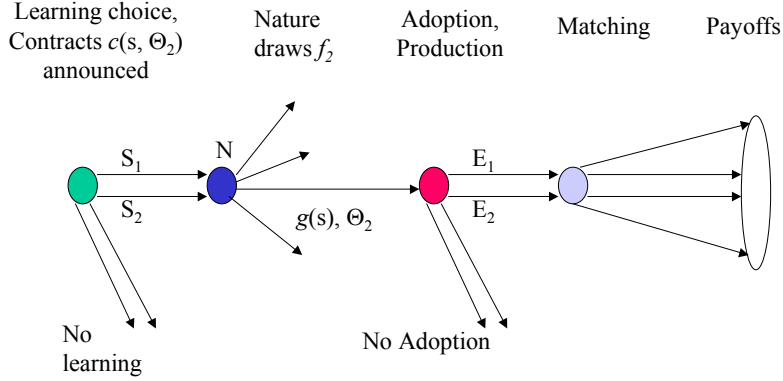 Learning choice,
Contracts c(s, Θ₂)
announced
Nature
draws f₂
Adoption,
Production
Matching
Payoffs
S₁
S₂
N
g(s), Θ₂
E₁
E₂
No
learning
No Adoption